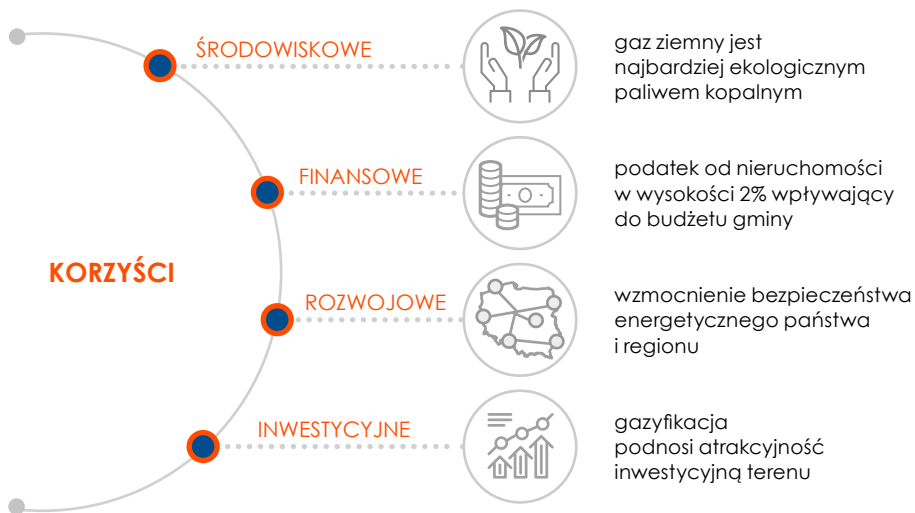 ŚRODOWISKOWE
gaz ziemny jest
najbardziej ekologicznym
paliwem kopalnym
FINANSOWE
podatek od nieruchomości
w wysokości 2% wpływający
do budżetu gminy
KORZYŚCI
ROZWOJOWE
wzmocnienie bezpieczeństwa
energetycznego państwa
i regionu
INWESTYCYJNE
gazyfikacja
podnosi atrakcyjność
inwestycyjną terenu